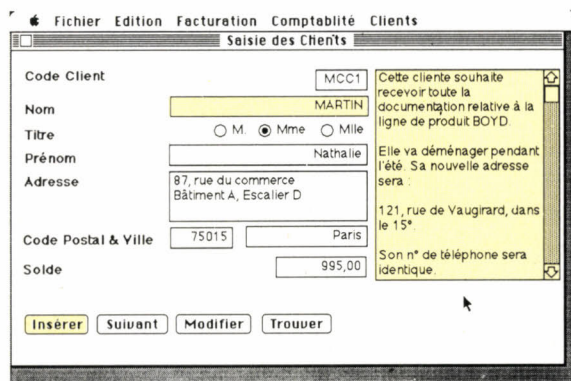 Fichier Edition Facturation Comptablité Clients
Saisie des Clients
Code Client MCC1
Nom MARTIN
Titre M. Mme Mlle
Prénom Nathalie
Adresse 87, rue du commerce
Bâtiment A, Escalier D
Code Postal & Ville 75015 Paris
Solde 995,00
Insérer Suivant Modifier Trouver
Cette cliente souhaite
recevoir toute la
documentation relative à la
ligne de produit BOYD.
Elle va déménager pendant
l'été. Sa nouvelle adresse
sera :
121, rue de Vaugirard, dans
le 15°.
Son n° de téléphone sera
identique.